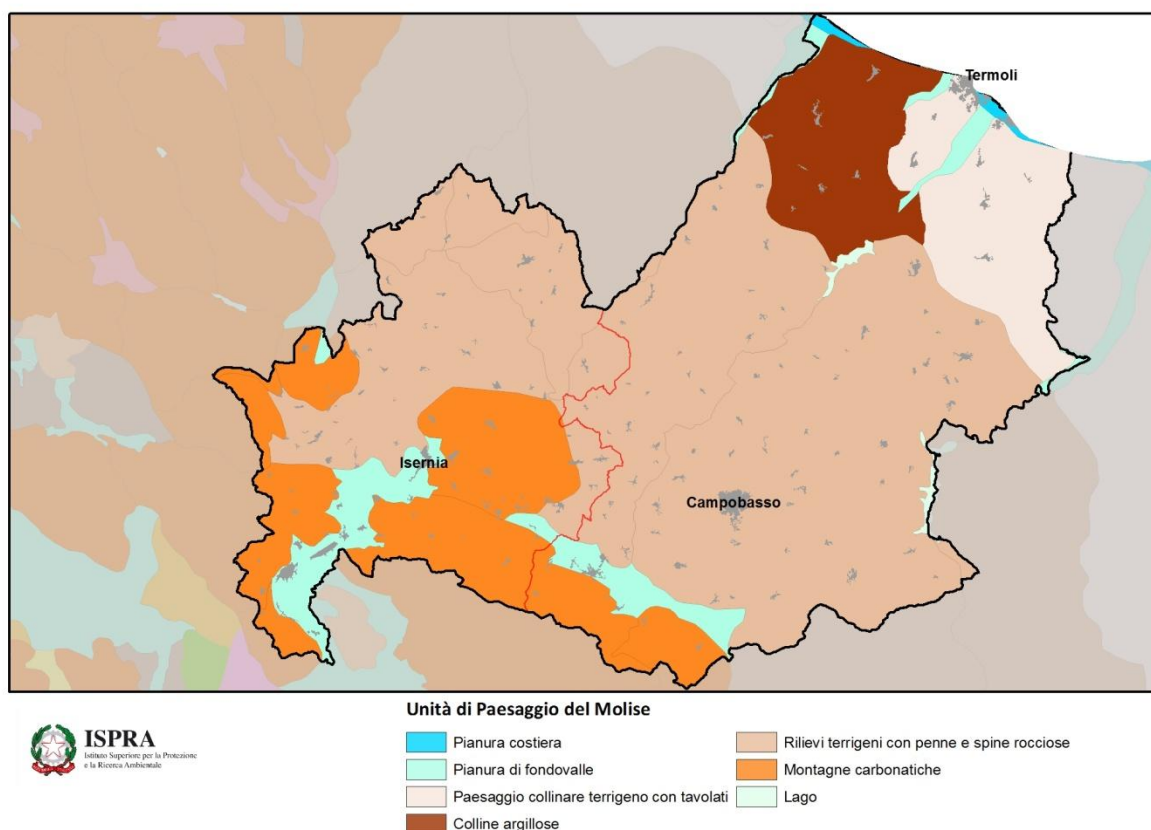 Termoli
Isernia
Campobasso
ISPRA
Istituto Superiore per la Protezione
e la Ricerca Ambientale
Unità di Paesaggio del Molise
Pianura costiera
Pianura di fondovalle
Paesaggio collinare terrigeno con tavolati
Colline argillose
Rilievi terrigeni con penne e spine rocciose
Montagne carbonatiche
Lago